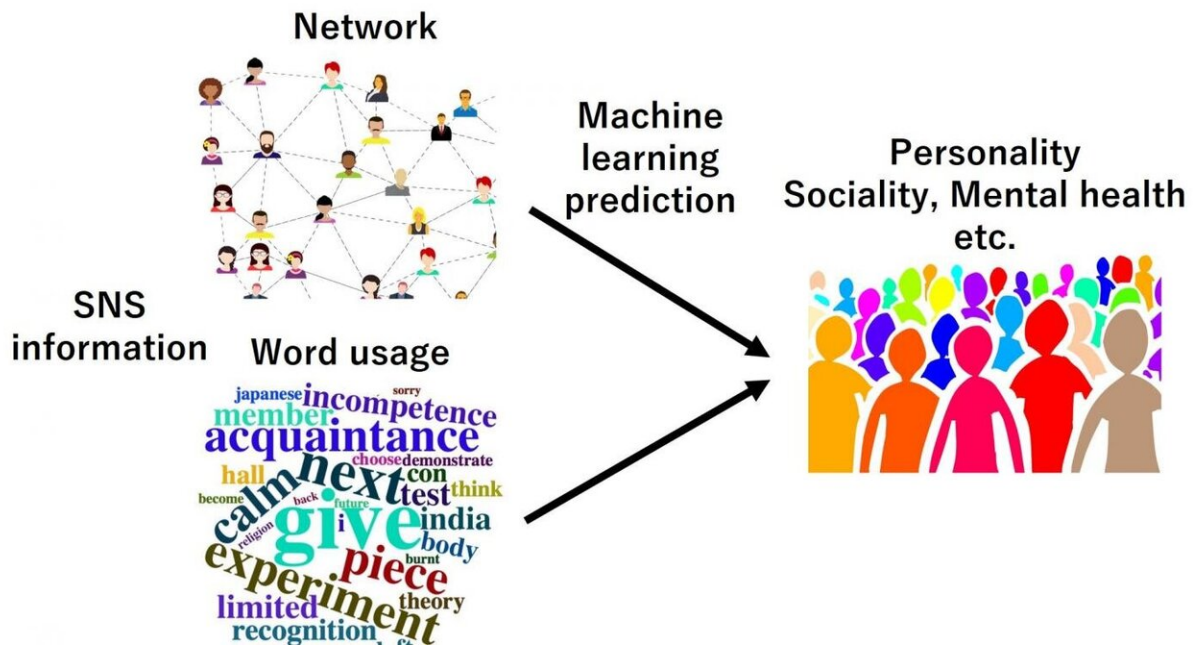 Network
Machine
learning
prediction
Personality
Sociality, Mental health
etc.
SNS
information
Word usage
japanese
sorry
incompetence
member
acquaintance
choose
demonstrate
hall
next
con
test
think
become
calm
back
future
give
i
india
religion
body
burnt
piece
experiment
theory
limited
recognition